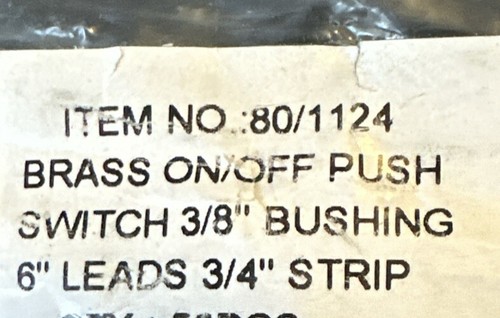 ITEM NO.:80/1124
BRASS ON/OFF PUSH
SWITCH 3/8" BUSHING
6" LEADS 3/4" STRIP